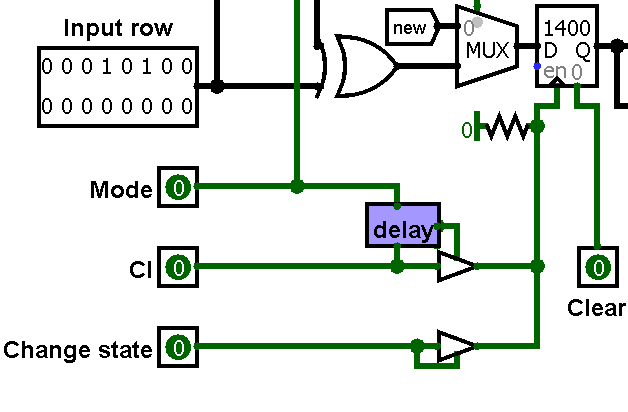 Input row
0 0 0 1 0 1 0 0
0 0 0 0 0 0 0 0
new
0
MUX
1400
D Q
en 0
0
Mode 0
delay
CI 0
0
Clear
Change state 0